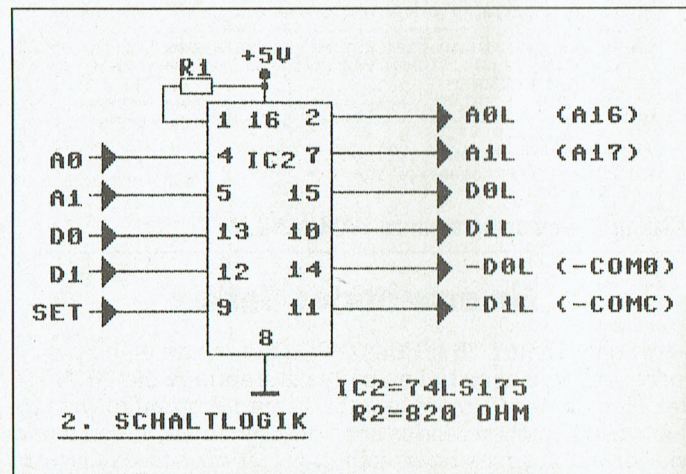 +5V
R1
1 16 2 A0L (A16)
A0 4 IC2 7 A1L (A17)
A1 5 15 D0L
D0 13 10 D1L
D1 12 14 -D0L (-COM0)
SET 9 11 -D1L (-COMC)
8
IC2=74LS175
R2=820 OHM
2. SCHALTLOGIK